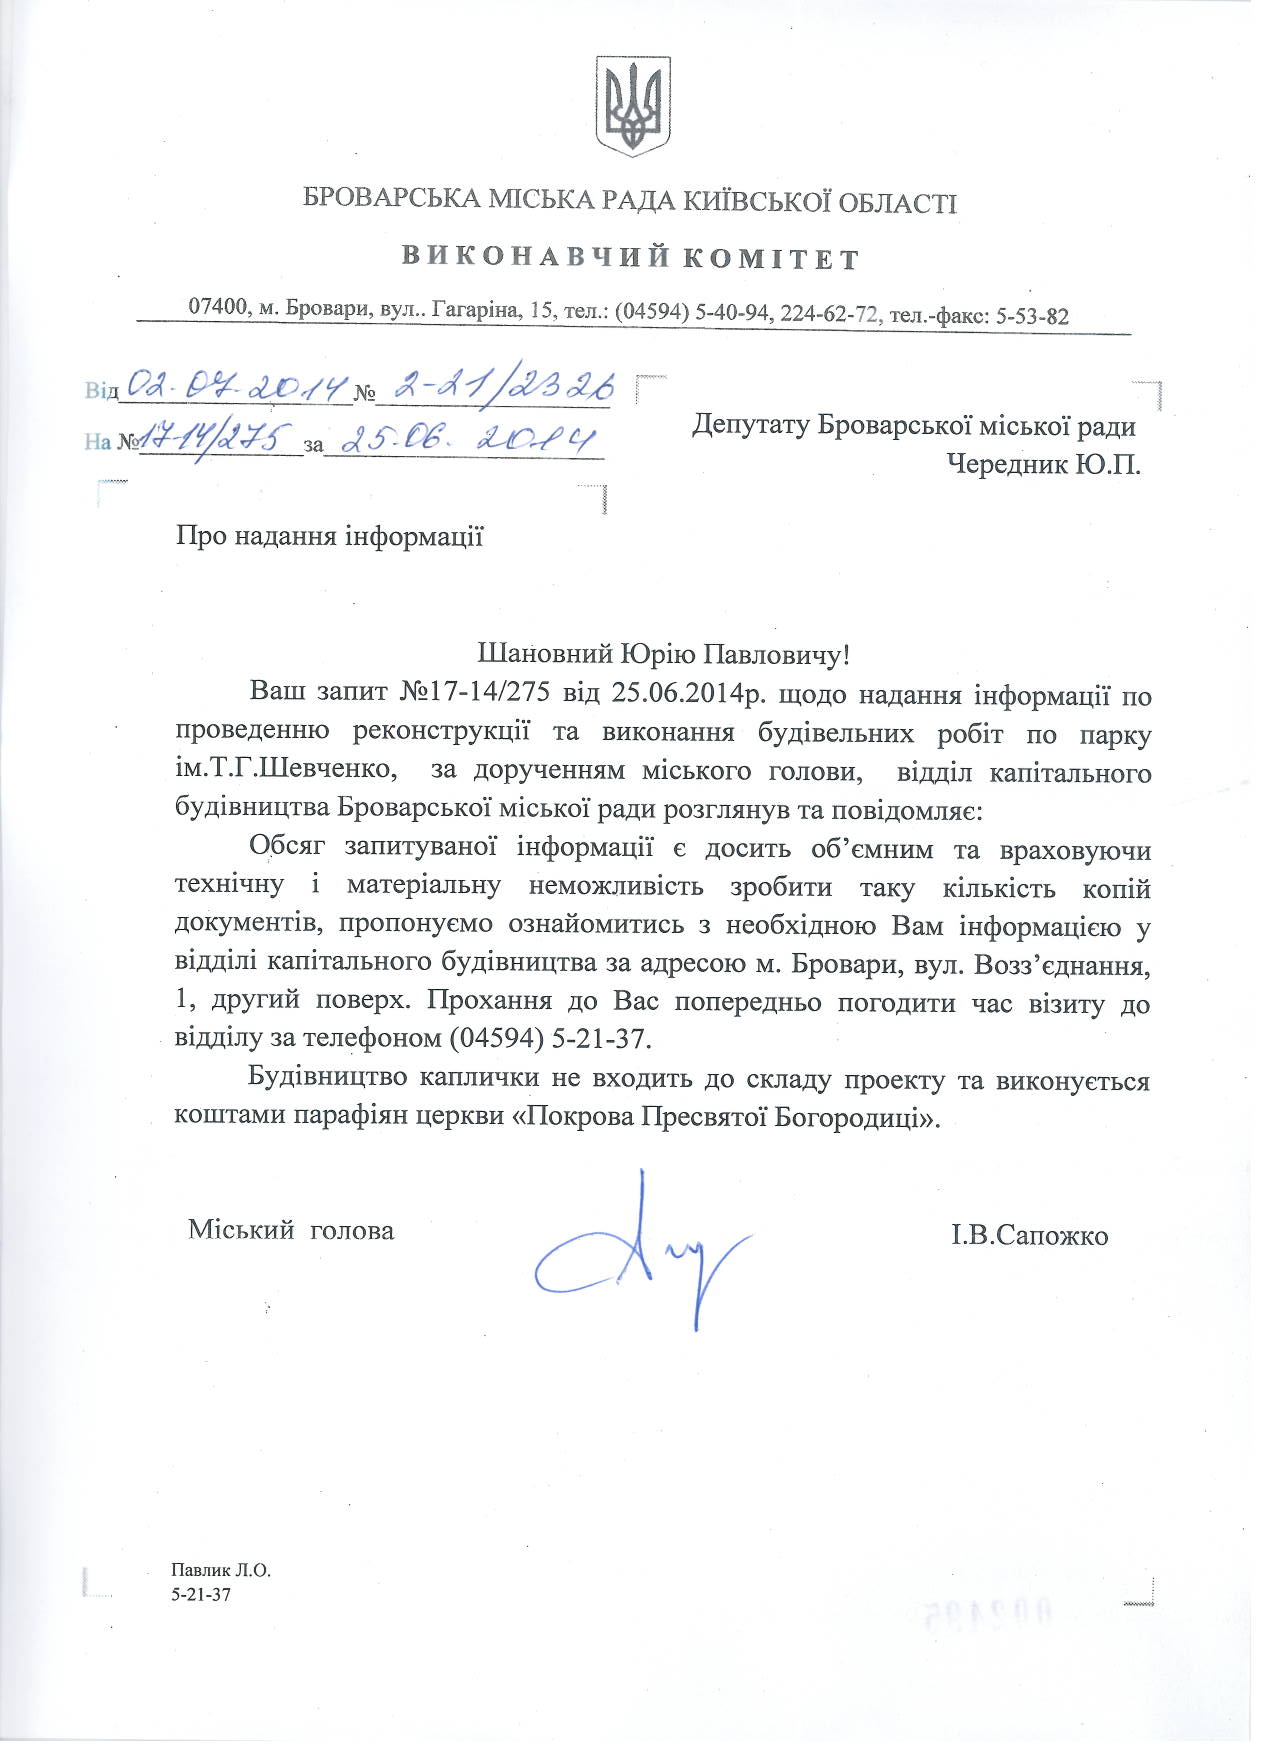 БРОВАРСЬКА МІСЬКА РАДА КИЇВСЬКОЇ ОБЛАСТІ
ВИКОНАВЧИЙ КОМІТЕТ
07400, м. Бровари, вул.. Гагаріна, 15, тел.: (04594) 5-40-94, 224-62-72, тел.-факс: 5-53-82
Від 02.07.2014 № 2-21/2326
На № 17-14/275 за 25.06. 2014
Депутату Броварської міської ради
Чередник Ю.П.
Про надання інформації
Шановний Юрію Павловичу!
Ваш запит №17-14/275 від 25.06.2014р. щодо надання інформації по
проведенню реконструкції та виконання будівельних робіт по парку
ім.Т.Г.Шевченко, за дорученням міського голови, відділ капітального
будівництва Броварської міської ради розглянув та повідомляє:
Обсяг запитуваної інформації є досить об’ємним та враховуючи
технічну і матеріальну неможливість зробити таку кількість копій
документів, пропонуємо ознайомитись з необхідною Вам інформацією у
відділі капітального будівництва за адресою м. Бровари, вул. Возз’єднання,
1, другий поверх. Прохання до Вас попередньо погодити час візиту до
відділу за телефоном (04594) 5-21-37.
Будівництво каплички не входить до складу проекту та виконується
коштами парафіян церкви «Покрова Пресвятої Богородиці».
Міський голова І.В.Сапожко
Павлик Л.О.
5-21-37